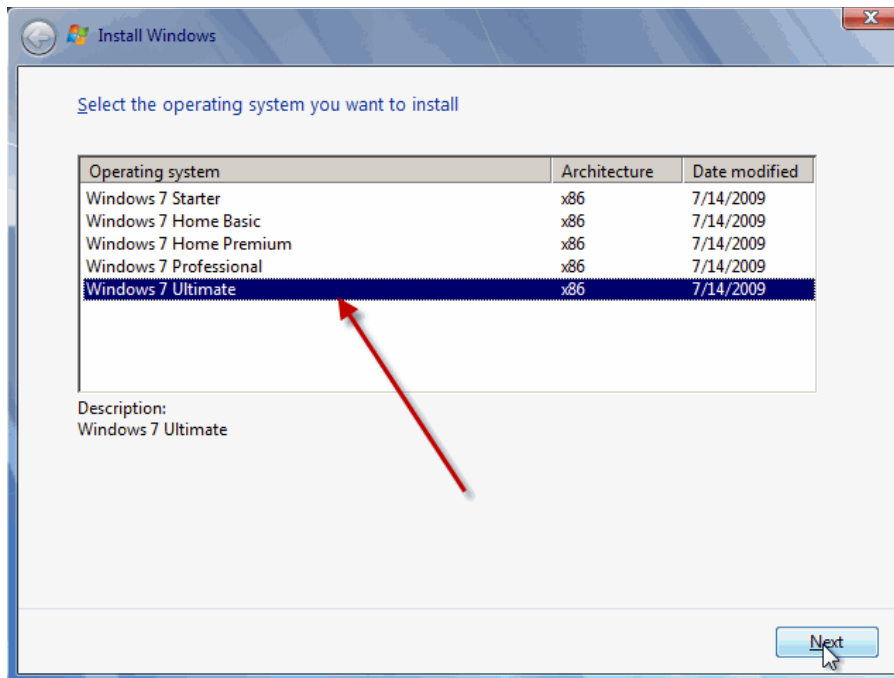 Install Windows
Select the operating system you want to install
Operating system Architecture Date modified
Windows 7 Starter x86 7/14/2009
Windows 7 Home Basic x86 7/14/2009
Windows 7 Home Premium x86 7/14/2009
Windows 7 Professional x86 7/14/2009
Windows 7 Ultimate x86 7/14/2009
Description:
Windows 7 Ultimate
Next